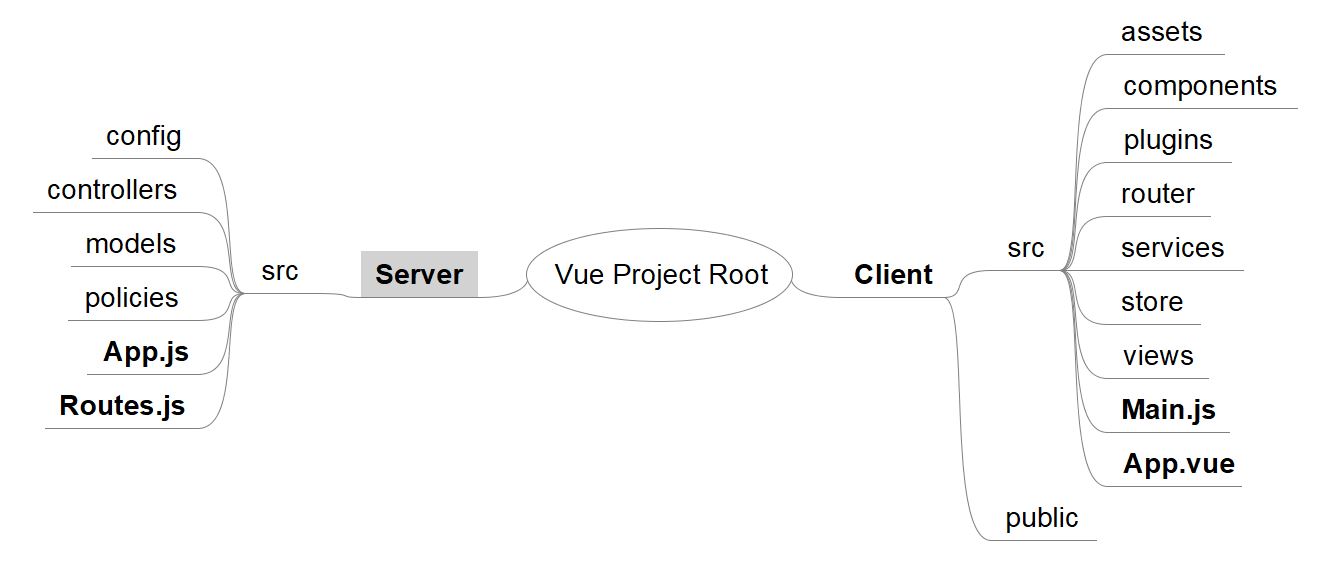 Vue Project Root
Server
src
config
controllers
models
policies
App.js
Routes.js
Client
src
assets
components
plugins
router
services
store
views
Main.js
App.vue
public